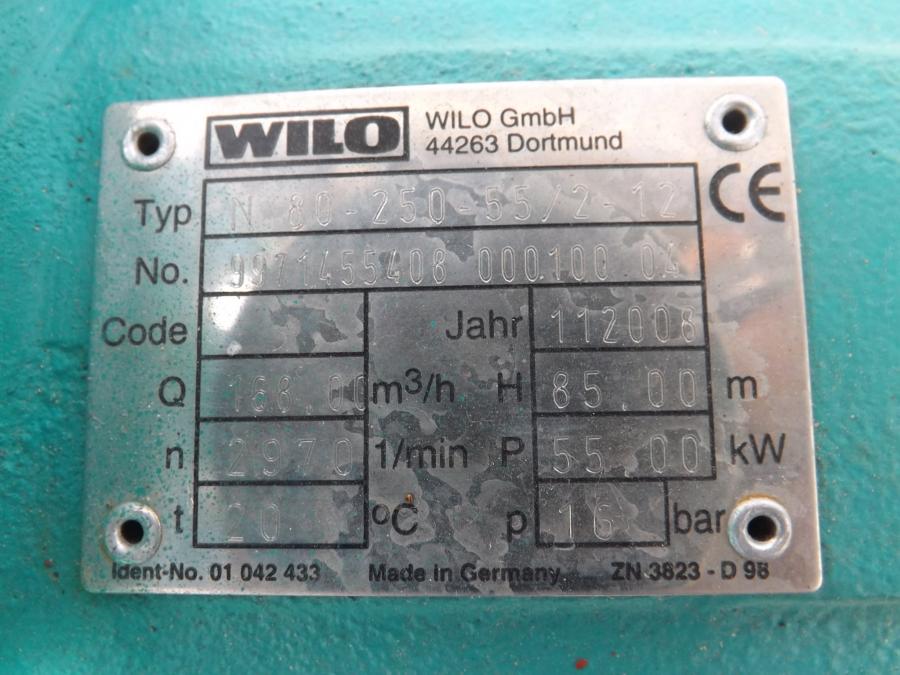 WILO WILO GmbH
44263 Dortmund
CE
Typ N 80-250-55/2-12
No. 9971455408 000100 04
Code Jahr 112008
Q 168.00 m³/h H 85.00 m
n 2970 1/min P 55.00 kW
t 20 °C p 16 bar
Ident-No. 01 042 433 Made in Germany ZN 3823 - D 98